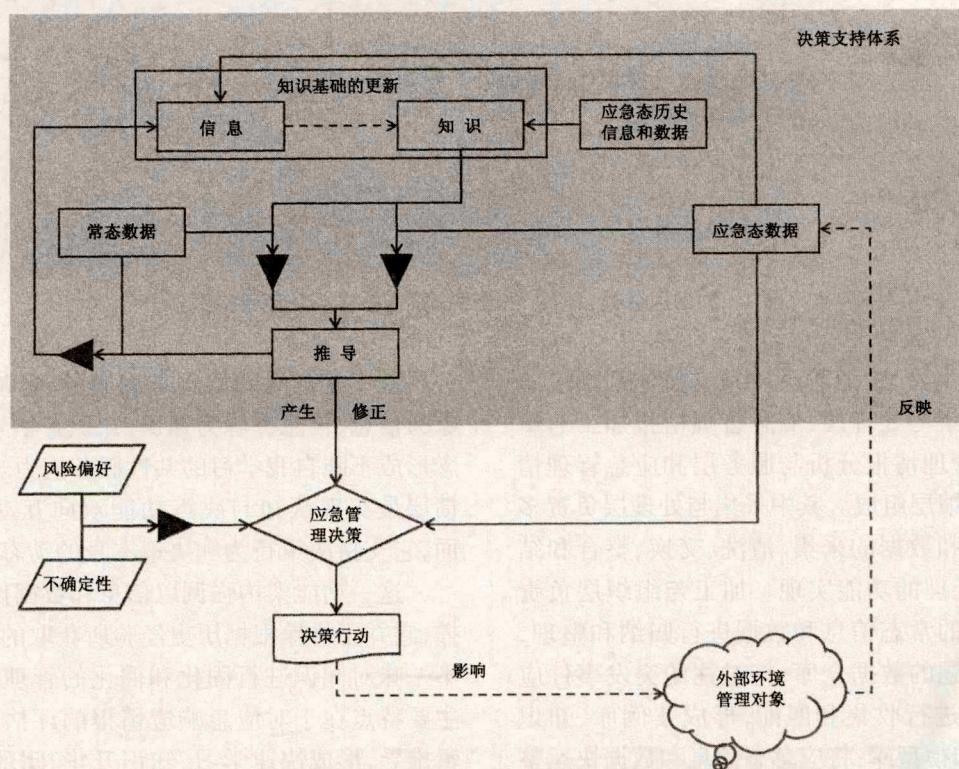 决策支持体系
知识基础的更新
信 息
知 识
应急态历史
信息和数据
常态数据
应急态数据
推 导
产生
修正
反映
风险偏好
应急管
理决策
不确定性
决策行动
影响
外部环境
管理对象